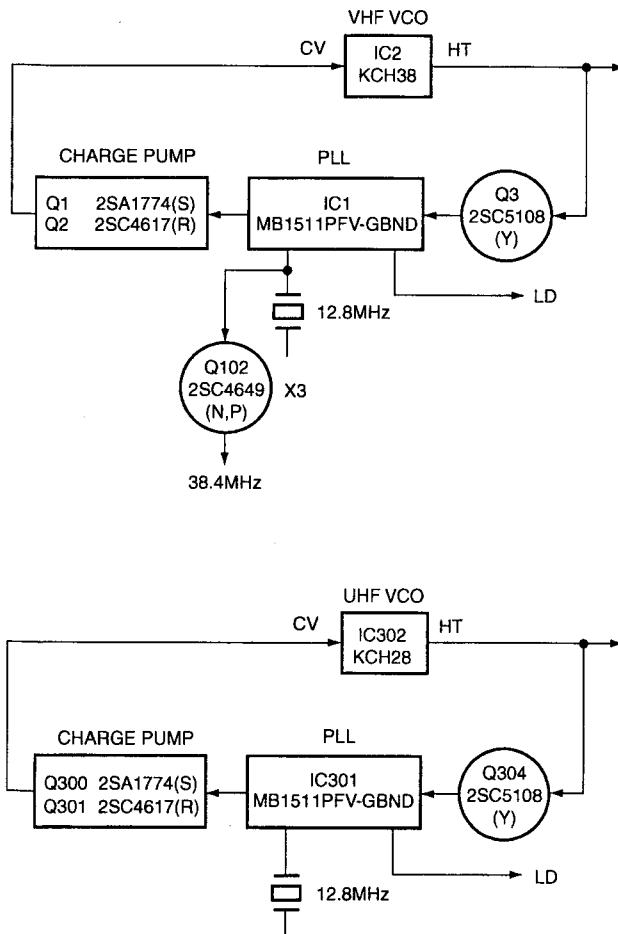 VHF VCO
CV
IC2
KCH38
HT
CHARGE PUMP
PLL
Q1 2SA1774(S)
Q2 2SC4617(R)
IC1
MB1511PFV-GBND
Q3
2SC5108
(Y)
LD
12.8MHz
Q102
2SC4649
(N,P)
X3
38.4MHz
UHF VCO
CV
IC302
KCH28
HT
CHARGE PUMP
PLL
Q300 2SA1774(S)
Q301 2SC4617(R)
IC301
MB1511PFV-GBND
Q304
2SC5108
(Y)
LD
12.8MHz